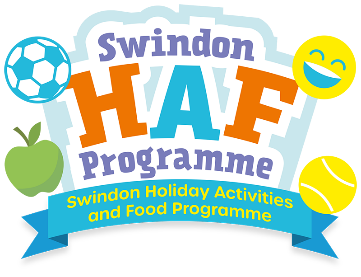 Swindon
HAF
Programme
Swindon Holiday Activities
and Food Programme